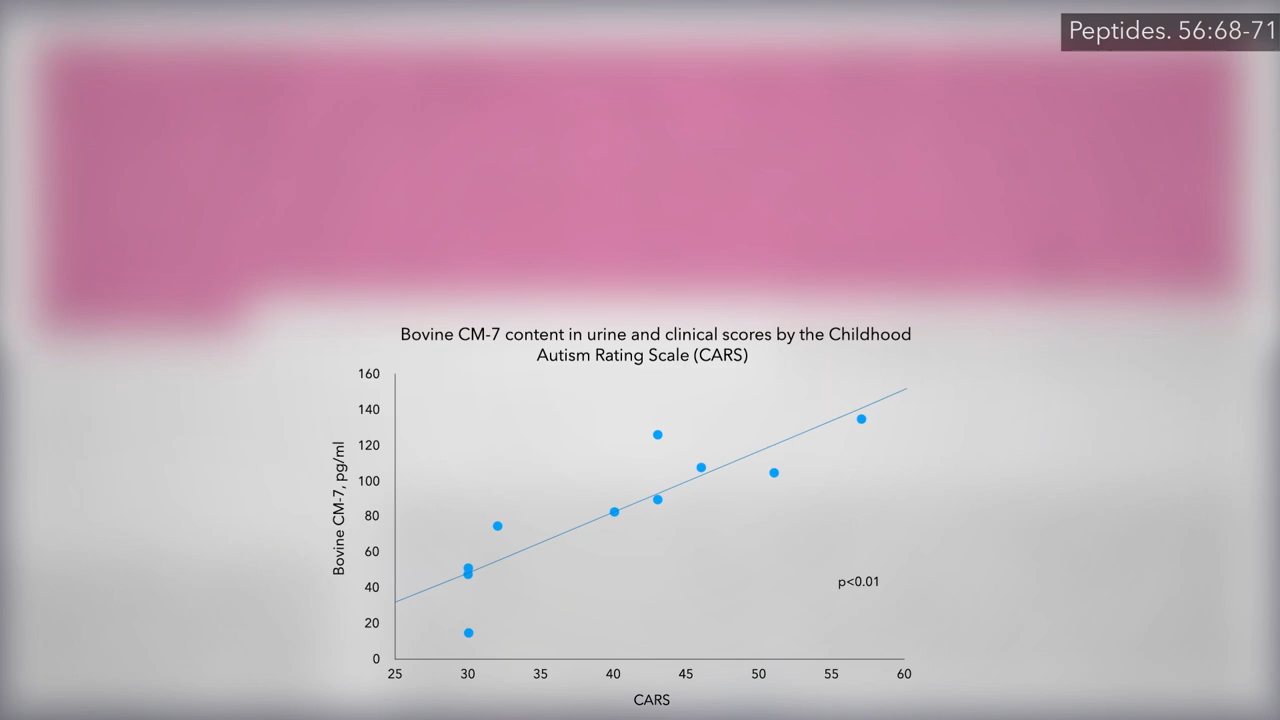 Peptides. 56:68-71
Bovine CM-7 content in urine and clinical scores by the Childhood
Autism Rating Scale (CARS)
160
140
120
100
80
60
40
20
0
Bovine CM-7, pg/ml
p<0.01
25 30 35 40 45 50 55 60
CARS